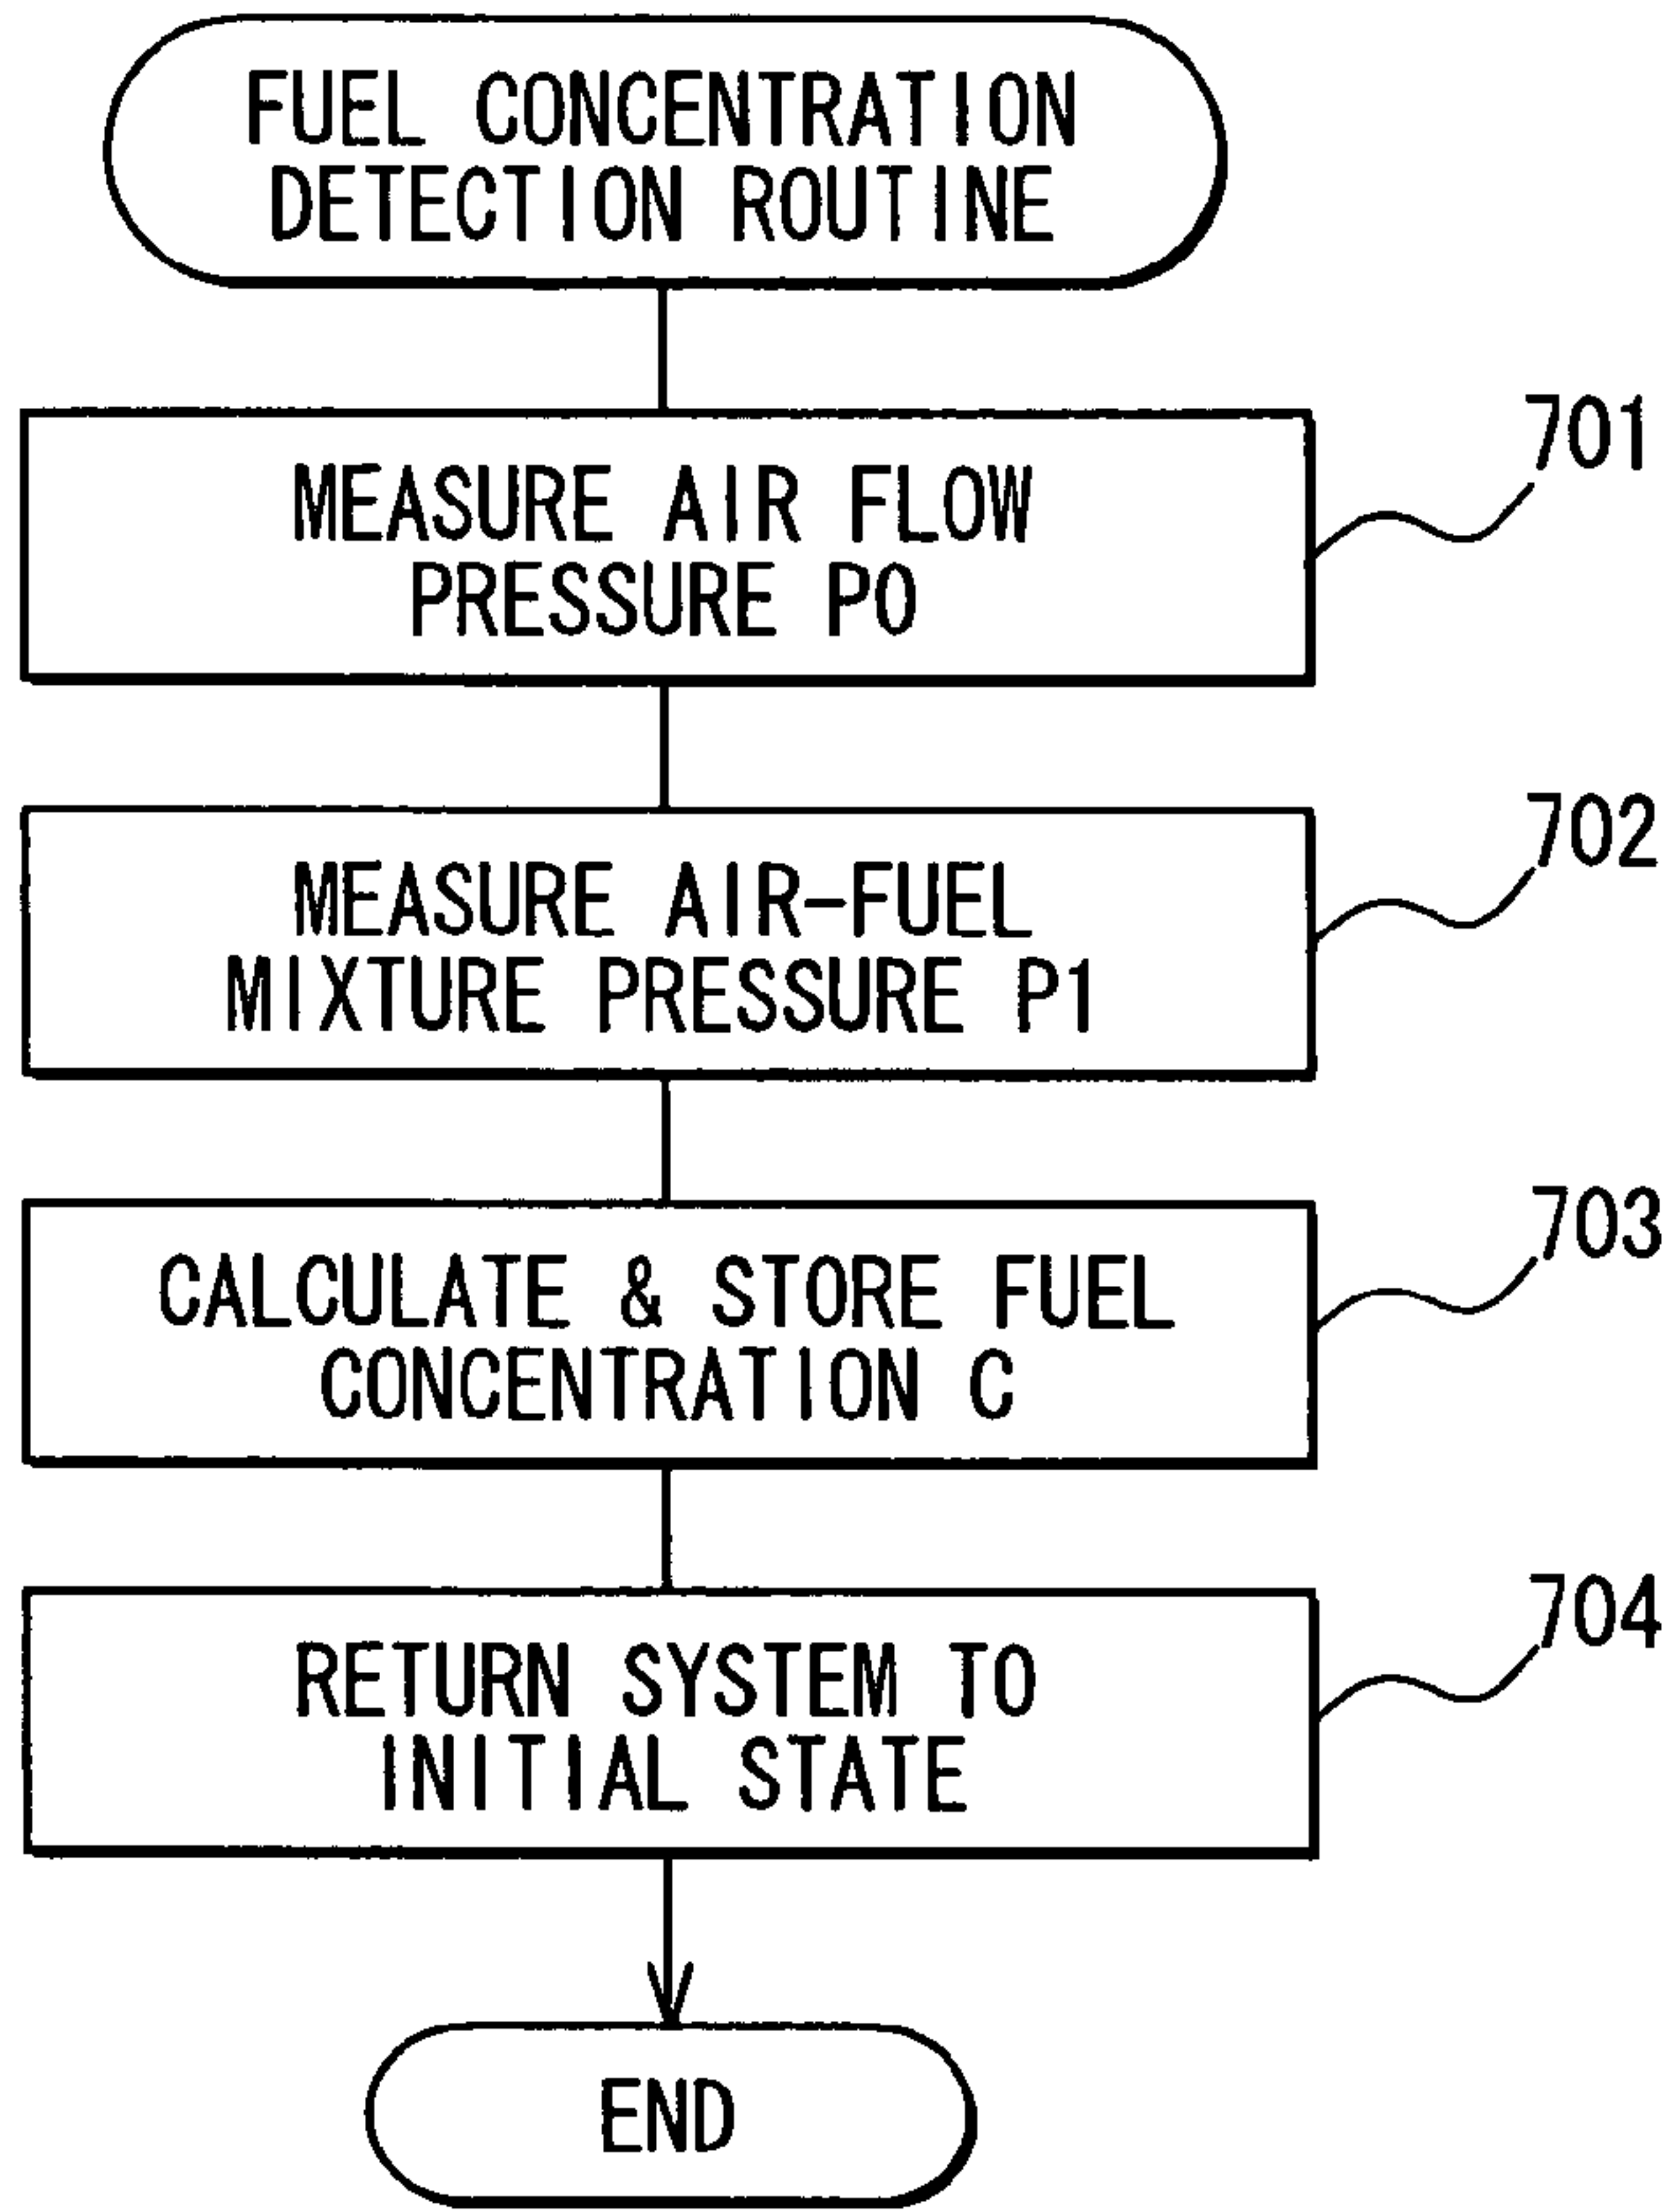 FUEL CONCENTRATION
DETECTION ROUTINE
701
MEASURE AIR FLOW
PRESSURE P0
702
MEASURE AIR-FUEL
MIXTURE PRESSURE P1
703
CALCULATE & STORE FUEL
CONCENTRATION C
704
RETURN SYSTEM TO
INITIAL STATE
END